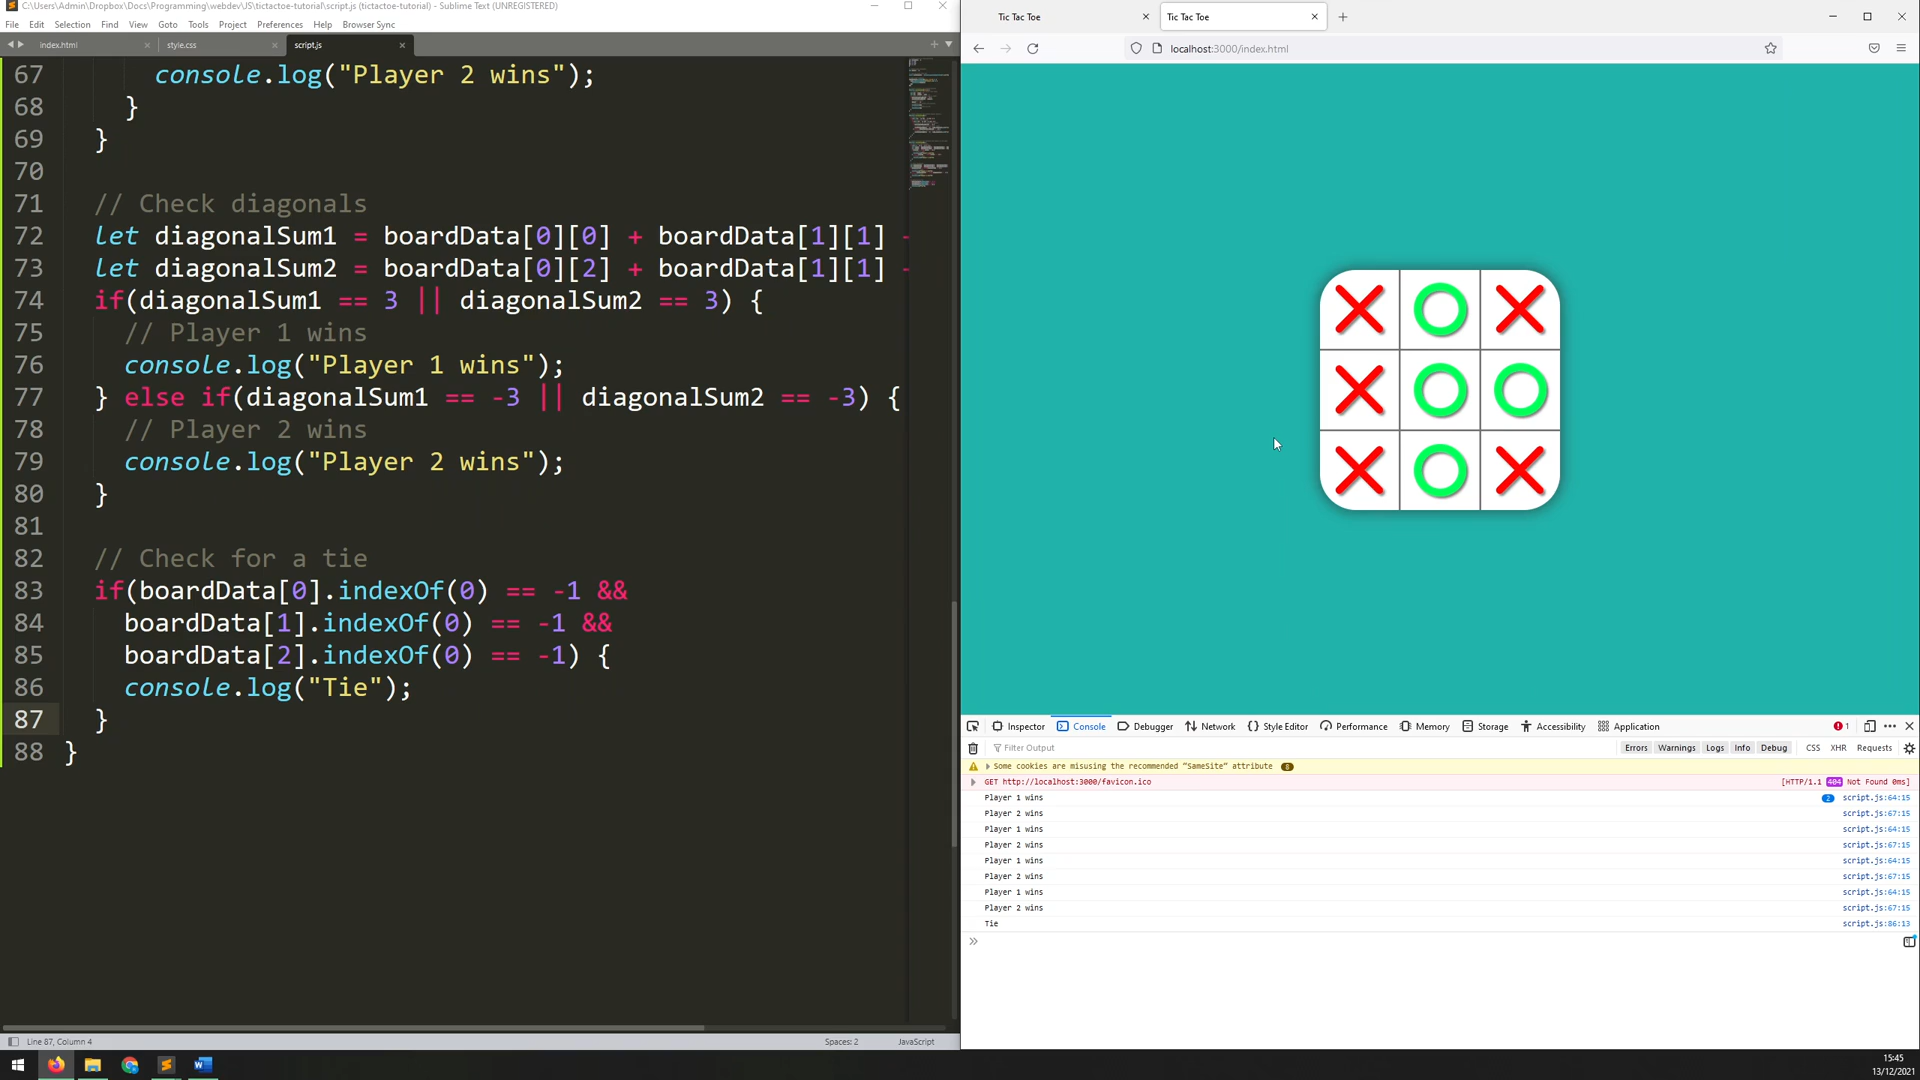 C:\Users\Admin\Dropbox\Docs\Programming\webdev\JS\tictactoe-tutorial\script.js (tictactoe-tutorial) - Sublime Text (UNREGISTERED)
File Edit Selection Find View Goto Tools Project Preferences Help Browser Sync
index.html style.css script.js
67 console.log("Player 2 wins");
68 }
69 }
70
71 // Check diagonals
72 let diagonalSum1 = boardData[0][0] + boardData[1][1]
73 let diagonalSum2 = boardData[0][2] + boardData[1][1]
74 if(diagonalSum1 == 3 || diagonalSum2 == 3) {
75 // Player 1 wins
76 console.log("Player 1 wins");
77 } else if(diagonalSum1 == -3 || diagonalSum2 == -3) {
78 // Player 2 wins
79 console.log("Player 2 wins");
80 }
81
82 // Check for a tie
83 if(boardData[0].indexOf(0) == -1 &&
84 boardData[1].indexOf(0) == -1 &&
85 boardData[2].indexOf(0) == -1) {
86 console.log("Tie");
87 }
88 }
Line 87, Column 4 Spaces: 2 JavaScript
Tic Tac Toe Tic Tac Toe
localhost:3000/index.html
Inspector Console Debugger Network Style Editor Performance Memory Storage Accessibility Application 1
Filter Output Errors Warnings Logs Info Debug CSS XHR Requests
Some cookies are misusing the recommended "SameSite" attribute 8
GET http://localhost:3000/favicon.ico [HTTP/1.1 404 Not Found 0ms]
Player 1 wins 2 script.js:64:15
Player 2 wins script.js:67:15
Player 1 wins script.js:64:15
Player 2 wins script.js:67:15
Player 1 wins script.js:64:15
Player 2 wins script.js:67:15
Player 1 wins script.js:64:15
Player 2 wins script.js:67:15
Tie script.js:86:13
15:45
13/12/2021